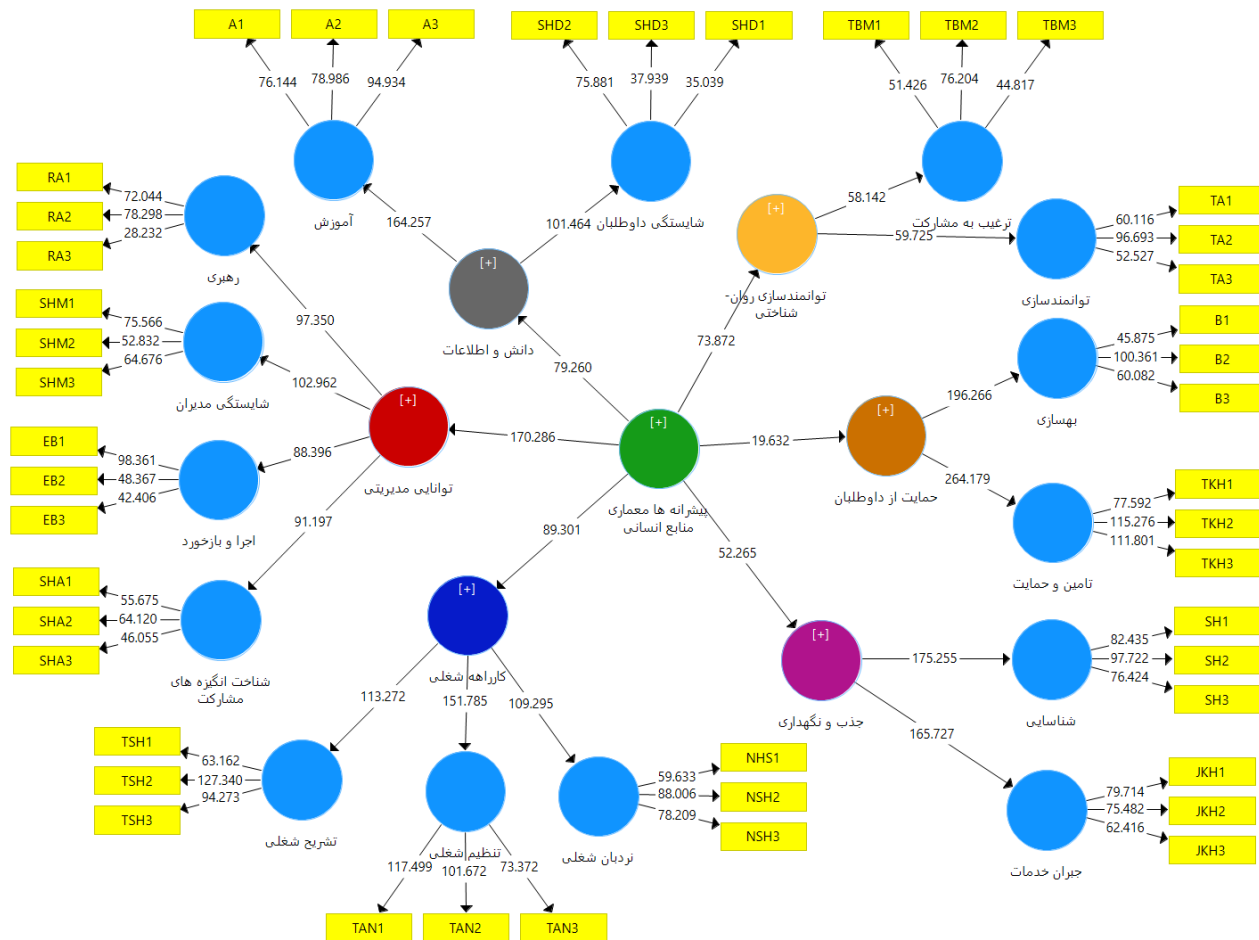 A1
A2
A3
SHD2
SHD3
SHD1
TBM1
TBM2
TBM3
76.144
78.986
94.934
75.881
37.939
35.039
51.426
76.204
44.817
آموزش
شایستگی داوطلبان
ترغیب به مشارکت
RA1
RA2
RA3
72.044
78.298
28.232
رهبری
164.257
101.464
58.142
59.725
TA1
TA2
TA3
60.116
96.693
52.527
توانمندسازی
[+]
دانش و اطلاعات
[+]
توانمندسازی روان-
شناختی
SHM1
SHM2
SHM3
75.566
52.832
64.676
شایستگی مدیران
97.350
102.962
88.396
91.197
79.260
73.872
B1
B2
B3
45.875
100.361
60.082
بهسازی
[+]
توانایی مدیریتی
170.286
[+]
پیشرانه ها معماری
منابع انسانی
19.632
[+]
حمایت از داوطلبان
196.266
264.179
EB1
EB2
EB3
98.361
48.367
42.406
اجرا و بازخورد
TKH1
TKH2
TKH3
77.592
115.276
111.801
تامین و حمایت
89.301
52.265
SHA1
SHA2
SHA3
55.675
64.120
46.055
شناخت انگیزه های
مشارکت
[+]
کارراهه شغلی
[+]
جذب و نگهداری
175.255
165.727
SH1
SH2
SH3
82.435
97.722
76.424
شناسایی
113.272
151.785
109.295
TSH1
TSH2
TSH3
63.162
127.340
94.273
تشریح شغلی
تنظیم شغلی
نردبان شغلی
NHS1
NSH2
NSH3
59.633
88.006
78.209
JKH1
JKH2
JKH3
79.714
75.482
62.416
جبران خدمات
117.499
101.672
73.372
TAN1
TAN2
TAN3